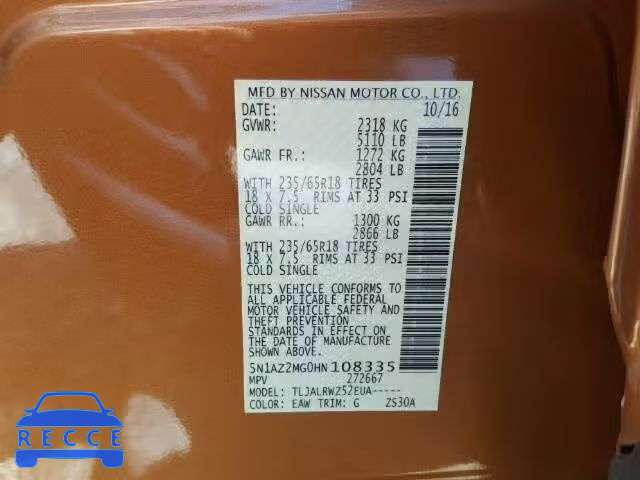 MFD BY NISSAN MOTOR CO., LTD.
DATE: 10/16
GVWR: 2318 KG
5110 LB
GAWR FR.: 1272 KG
2804 LB
WITH 235/65R18 TIRES
18 X 7.5 RIMS AT 33 PSI
COLD SINGLE
GAWR RR.: 1300 KG
2866 LB
WITH 235/65R18 TIRES
18 X 7.5 RIMS AT 33 PSI
COLD SINGLE
THIS VEHICLE CONFORMS TO
ALL APPLICABLE FEDERAL
MOTOR VEHICLE SAFETY AND
THEFT PREVENTION
STANDARDS IN EFFECT ON
THE DATE OF MANUFACTURE
SHOWN ABOVE.
5N1AZ2MG0HN108335
MPV 272667
MODEL: TLJALRWZ52EUA-----
COLOR: EAW TRIM: G ZS30A
RECCE